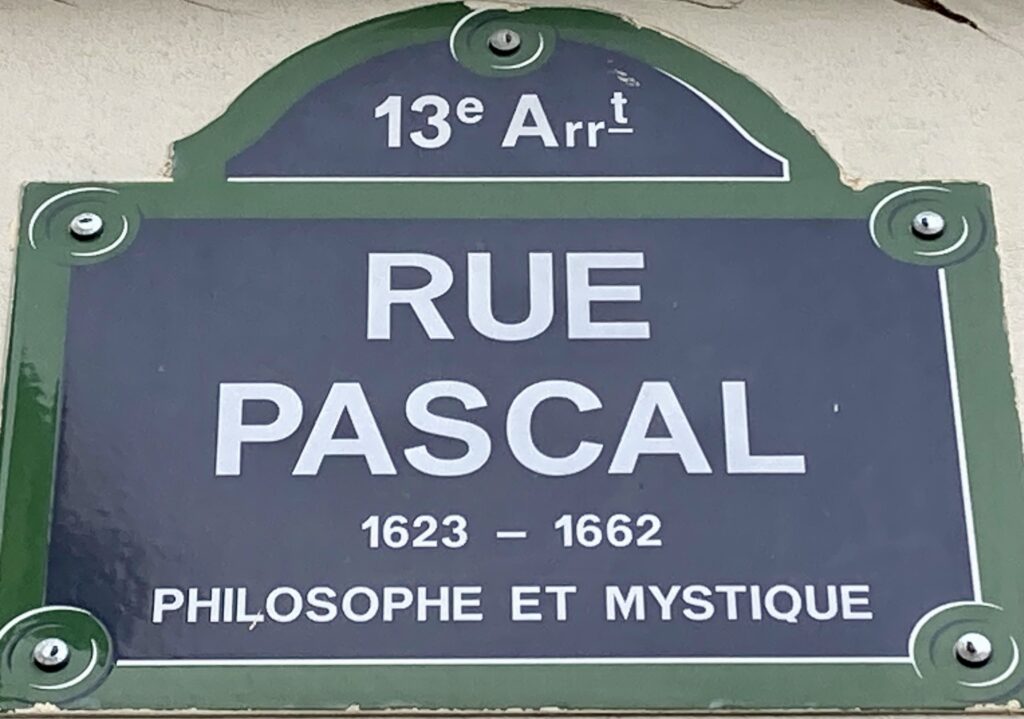 13e Arrt
RUE
PASCAL
1623 – 1662
PHILOSOPHE ET MYSTIQUE